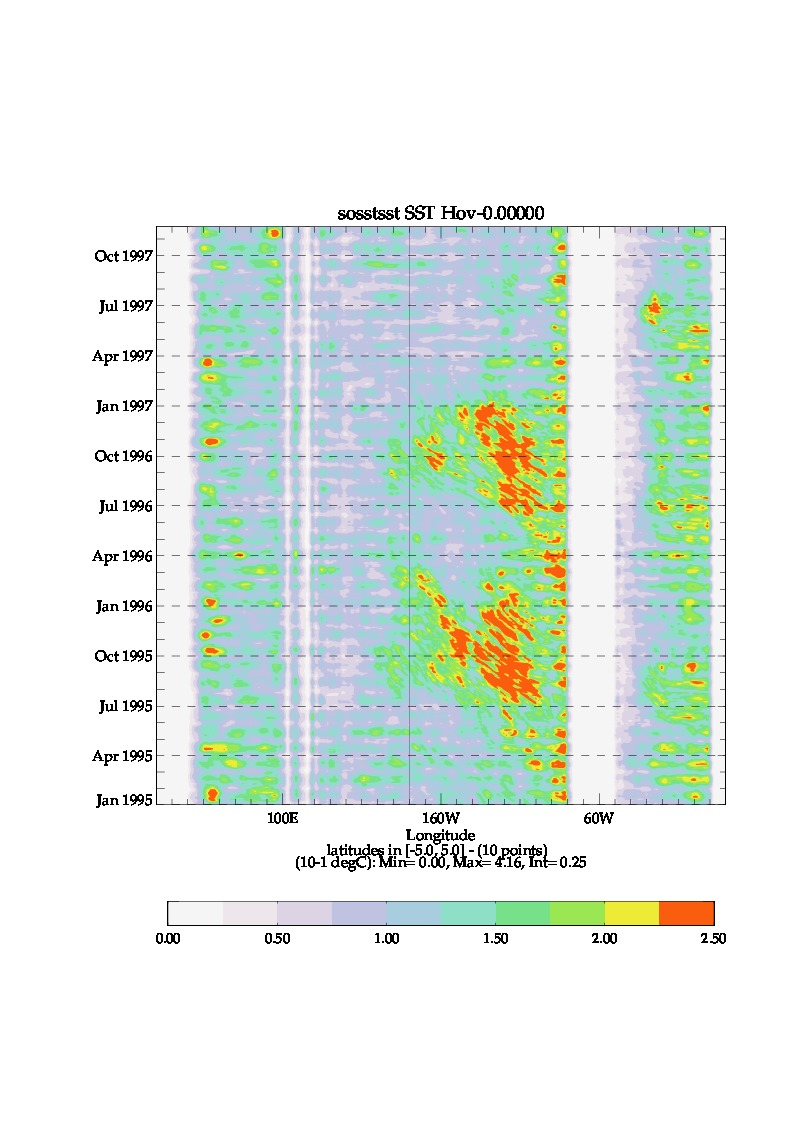 sosstsst SST Hov-0.00000
Oct 1997
Jul 1997
Apr 1997
Jan 1997
Oct 1996
Jul 1996
Apr 1996
Jan 1996
Oct 1995
Jul 1995
Apr 1995
Jan 1995
100E 160W 60W
Longitude
latitudes in [-5.0, 5.0] - (10 points)
(10-1 degC): Min= 0.00, Max= 4.16, Int= 0.25
0.00 0.50 1.00 1.50 2.00 2.50